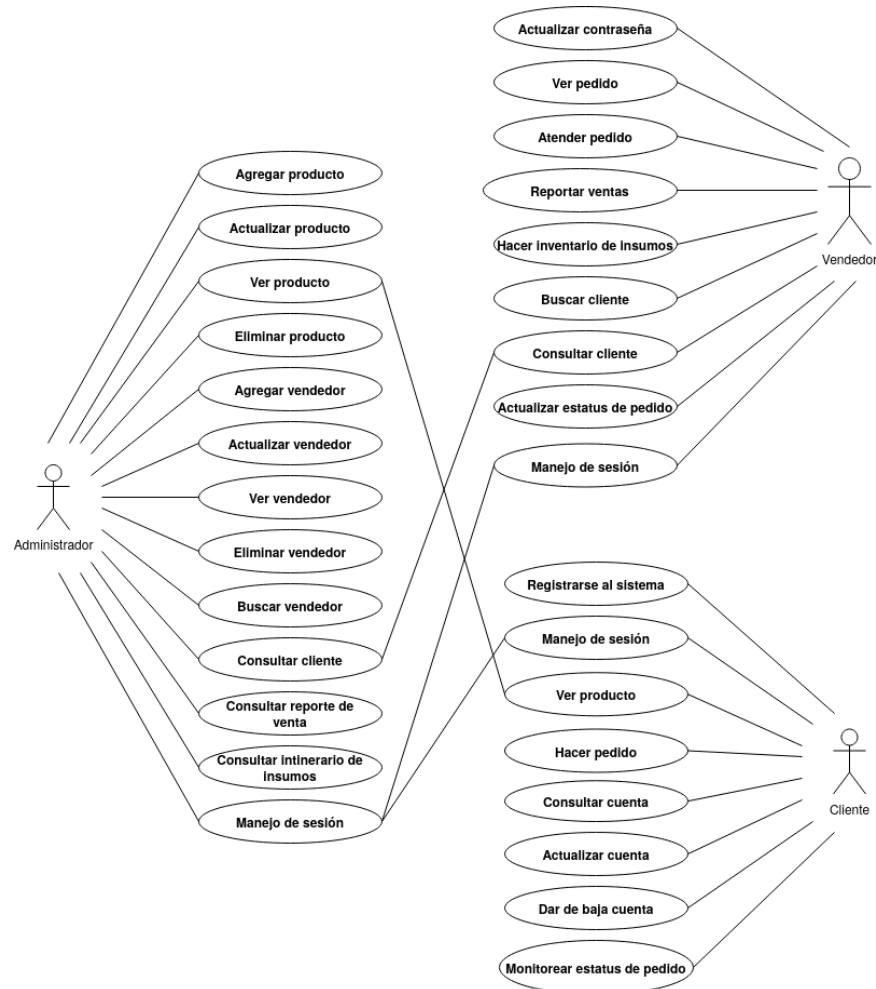 Actualizar contraseña
Ver pedido
Atender pedido
Reportar ventas
Hacer inventario de insumos
Buscar cliente
Consultar cliente
Actualizar estatus de pedido
Manejo de sesión
Vendedor
Agregar producto
Actualizar producto
Ver producto
Eliminar producto
Agregar vendedor
Actualizar vendedor
Ver vendedor
Eliminar vendedor
Buscar vendedor
Consultar cliente
Consultar reporte de
venta
Consultar intinerario de
insumos
Manejo de sesión
Administrador
Registrarse al sistema
Manejo de sesión
Ver producto
Hacer pedido
Consultar cuenta
Actualizar cuenta
Dar de baja cuenta
Monitorear estatus de pedido
Cliente